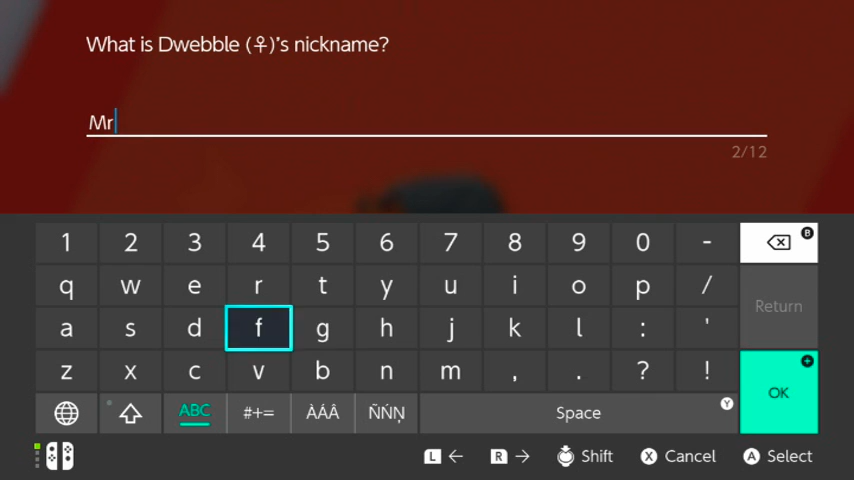 What is Dwebble (♀)'s nickname?
Mr
2/12
1 2 3 4 5 6 7 8 9 0 -
q w e r t y u i o p /
Return
a s d f g h j k l : '
z x c v b n m , . ? !
OK
ABC #+= ÀÁÂ ÑŃŅ Space
L ← R → Shift X Cancel A Select
B
+
Y